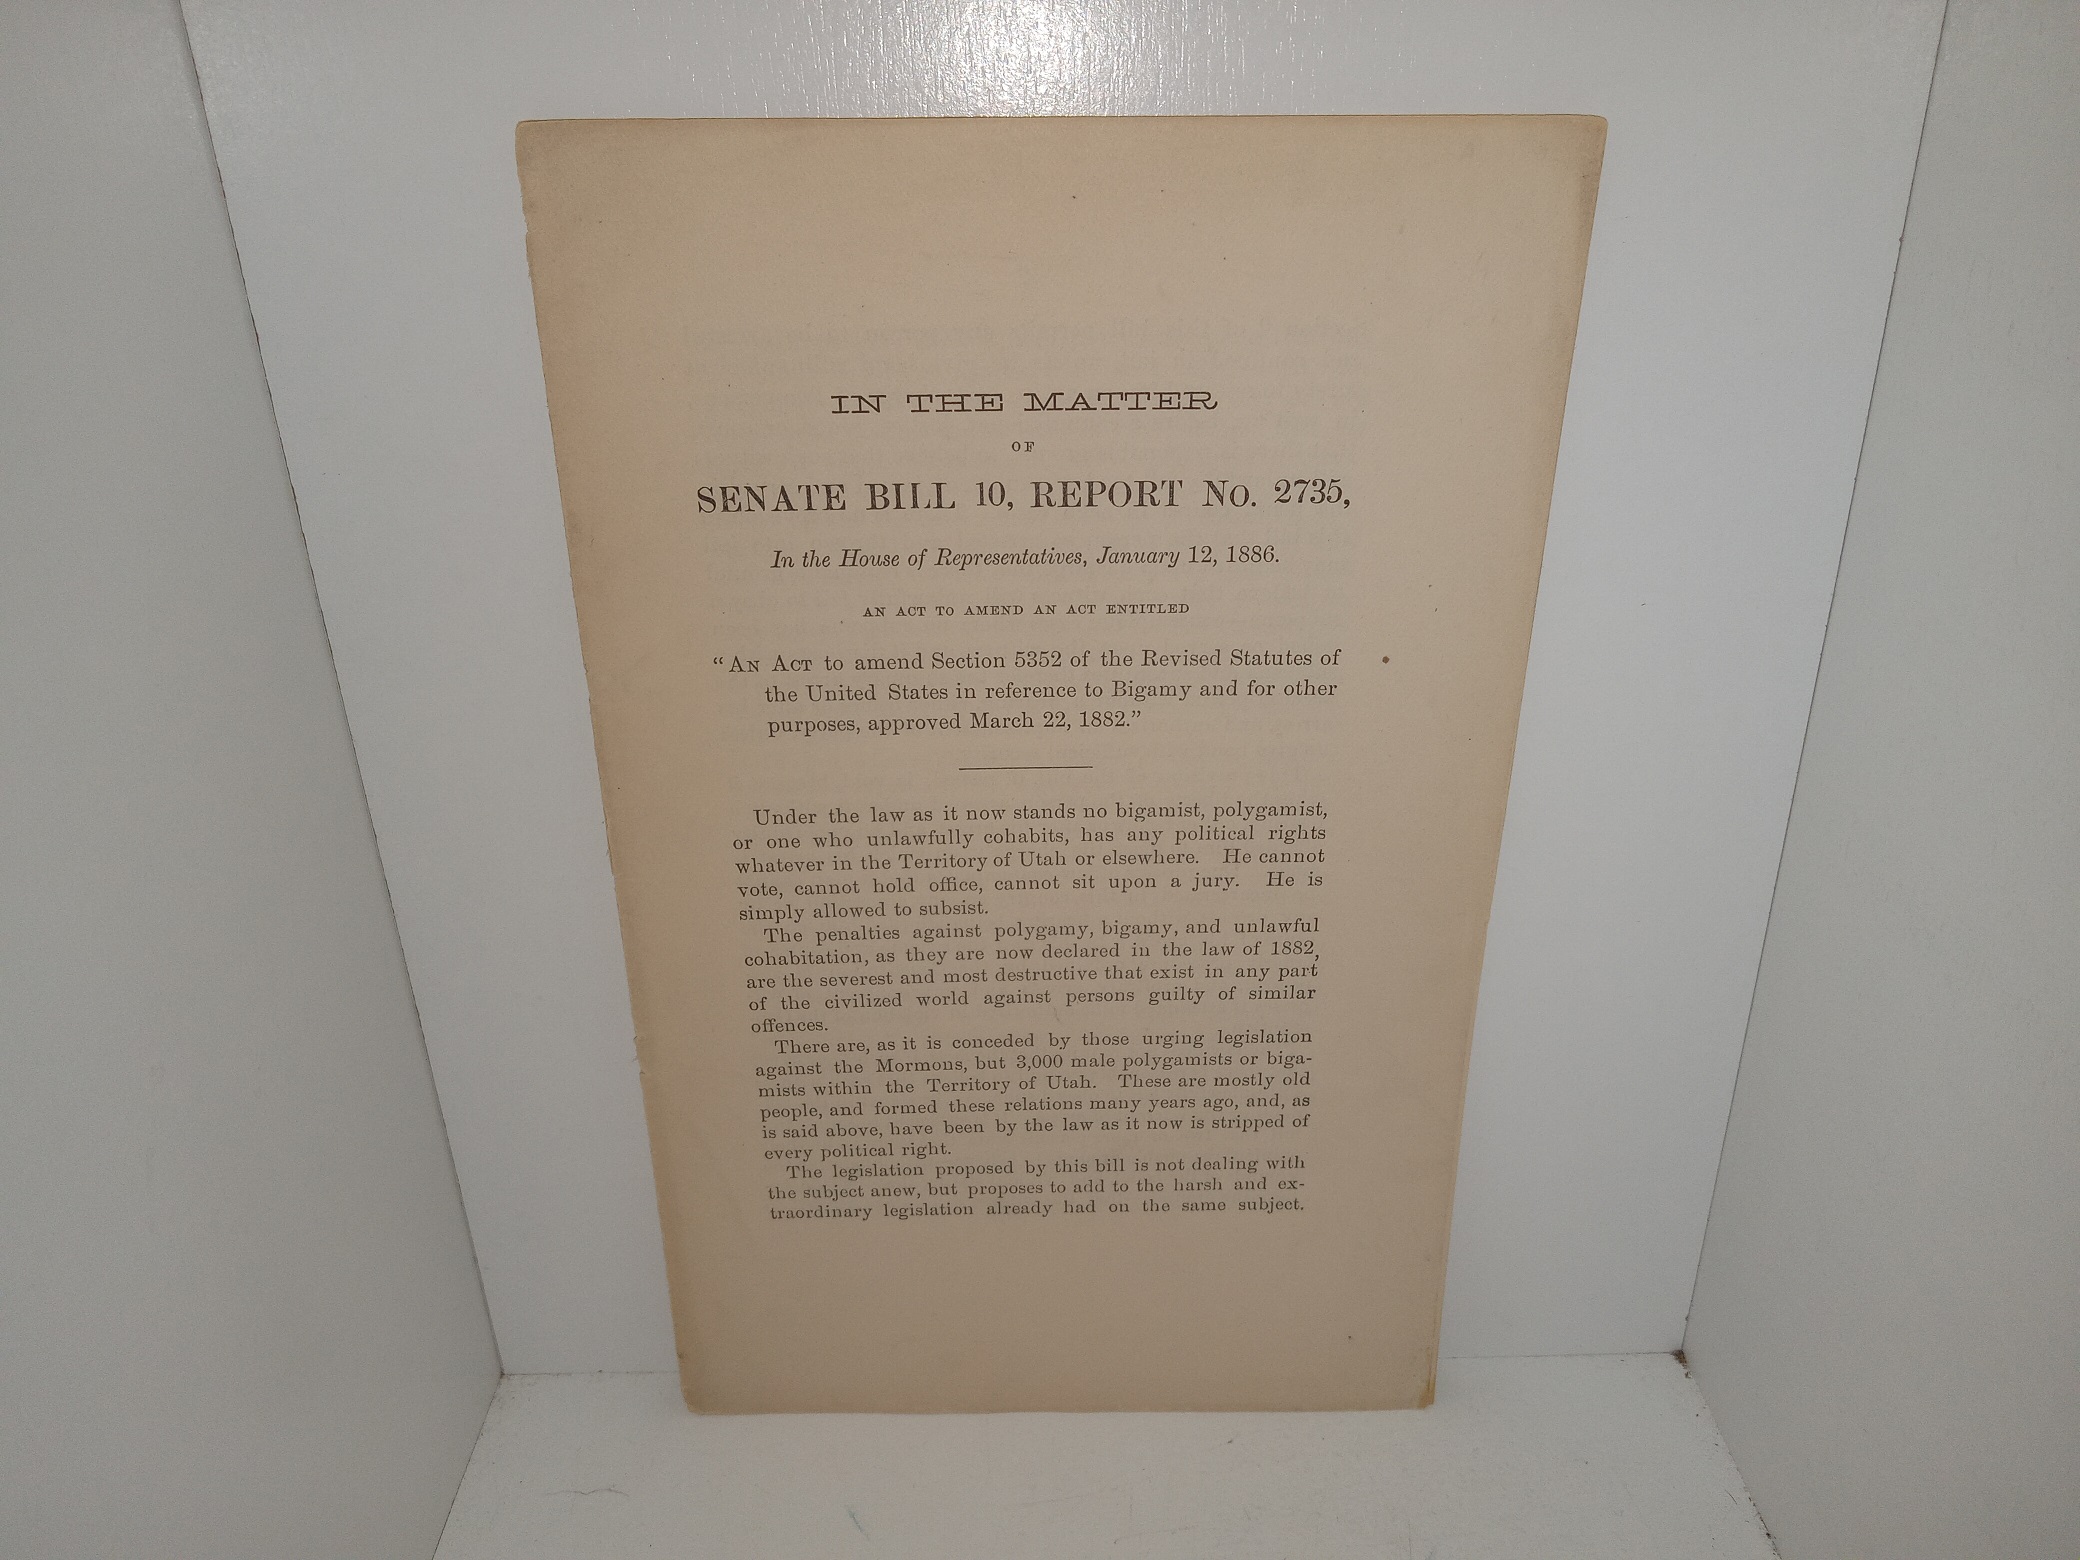 IN THE MATTER
OF
SENATE BILL 10, REPORT No. 2735,
In the House of Representatives, January 12, 1886.
AN ACT TO AMEND AN ACT ENTITLED
“AN ACT to amend Section 5352 of the Revised Statutes of
the United States in reference to Bigamy and for other
purposes, approved March 22, 1882.”
Under the law as it now stands no bigamist, polygamist,
or one who unlawfully cohabits, has any political rights
whatever in the Territory of Utah or elsewhere. He cannot
vote, cannot hold office, cannot sit upon a jury. He is
simply allowed to subsist.
The penalties against polygamy, bigamy, and unlawful
cohabitation, as they are now declared in the law of 1882,
are the severest and most destructive that exist in any part
of the civilized world against persons guilty of similar
offences.
There are, as it is conceded by those urging legislation
against the Mormons, but 3,000 male polygamists or biga-
mists within the Territory of Utah. These are mostly old
people, and formed these relations many years ago, and, as
is said above, have been by the law as it now is stripped of
every political right.
The legislation proposed by this bill is not dealing with
the subject anew, but proposes to add to the harsh and ex-
traordinary legislation already had on the same subject.